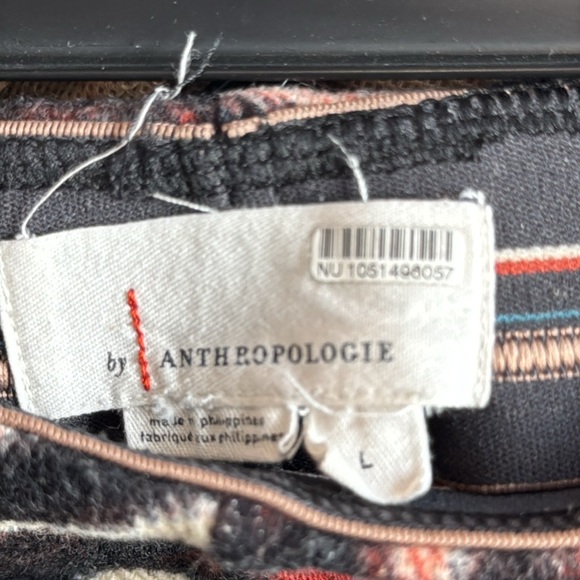 NU 1051498057
by ANTHROPOLOGIE
made in philippines
fabriqué aux philippines
L